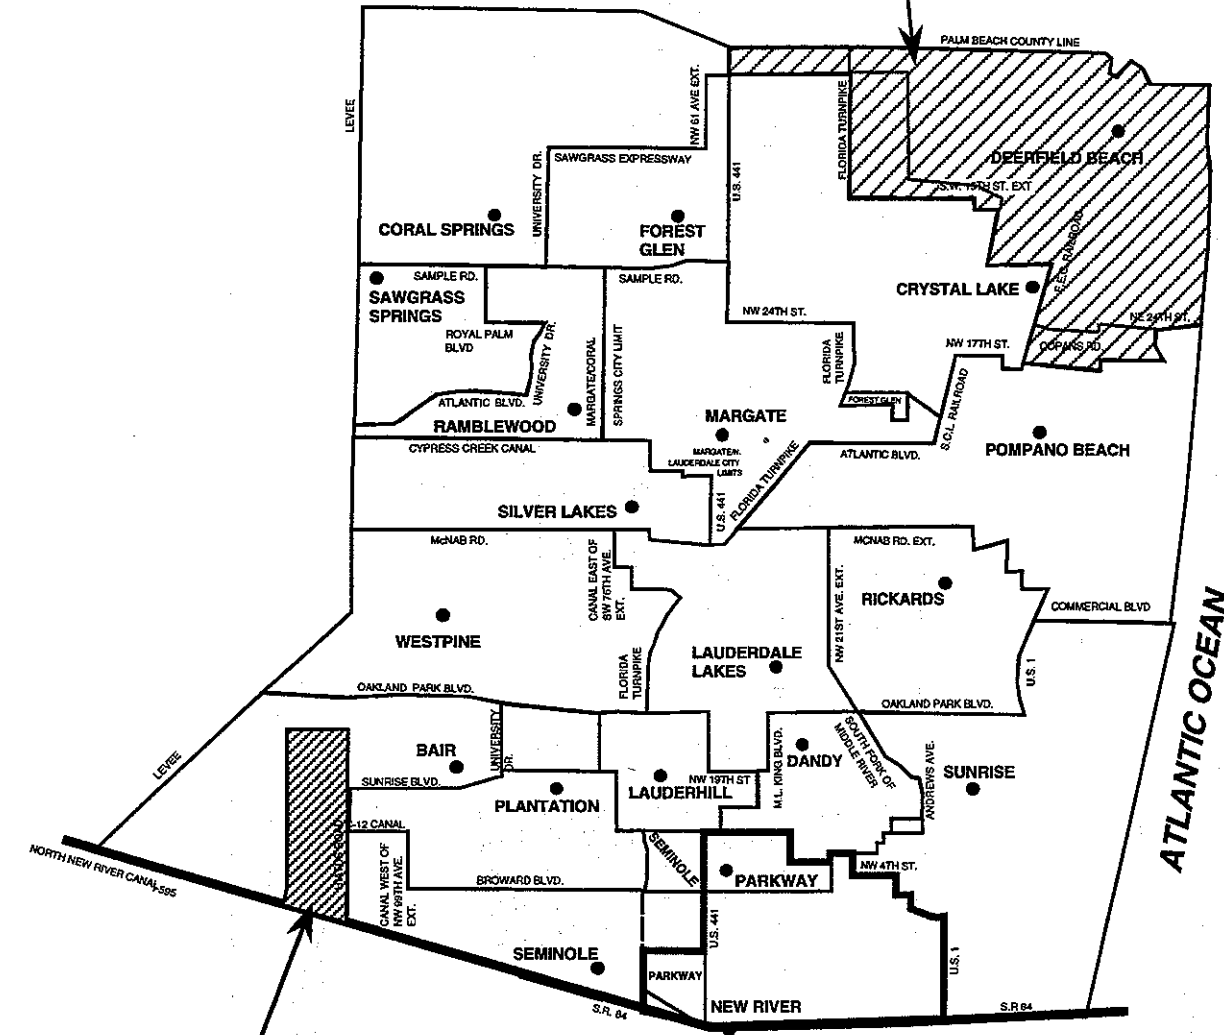 PALM BEACH COUNTY LINE
LEVEE
NW 61 AVE EXT.
FLORIDA TURNPIKE
DEERFIELD BEACH
SAWGRASS EXPRESSWAY
U.S. 441
S.W. 15TH ST. EXT
UNIVERSITY DR.
CORAL SPRINGS
FOREST
GLEN
F.E.C. RAILROAD
SAMPLE RD.
SAMPLE RD.
SAWGRASS
SPRINGS
CRYSTAL LAKE
NW 24TH ST.
NE 24TH ST.
ROYAL PALM
BLVD
UNIVERSITY DR.
MARGATE/CORAL
SPRINGS CITY LIMIT
FLORIDA
TURNPIKE
NW 17TH ST.
COPANS RD.
ATLANTIC BLVD.
FOREST GLEN
S.C.L. RAILROAD
RAMBLEWOOD
MARGATE
CYPRESS CREEK CANAL
MARGATE/N.
LAUDERDALE CITY
LIMITS
FLORIDA TURNPIKE
ATLANTIC BLVD.
POMPANO BEACH
SILVER LAKES
U.S. 441
McNAB RD.
CANAL EAST OF
SW 76TH AVE.
EXT.
MCNAB RD. EXT.
NW 21ST AVE. EXT.
RICKARDS
COMMERCIAL BLVD
WESTPINE
FLORIDA
TURNPIKE
LAUDERDALE
LAKES
U.S. 1
ATLANTIC OCEAN
OAKLAND PARK BLVD.
OAKLAND PARK BLVD.
LEVEE
UNIVERSITY
DR.
BAIR
SOUTH FORK OF
MIDDLE RIVER
M.L. KING BLVD.
DANDY
ANDREWS AVE.
SUNRISE
SUNRISE BLVD.
NW 19TH ST
PLANTATION
LAUDERHILL
C-12 CANAL
NORTH NEW RIVER CANAL
I-595
CANAL WEST OF
NW 99TH AVE.
EXT.
SEMINOLE
NW 4TH ST.
BROWARD BLVD.
PARKWAY
U.S. 441
SEMINOLE
PARKWAY
U.S. 1
S.R. 84
NEW RIVER
S.R 84